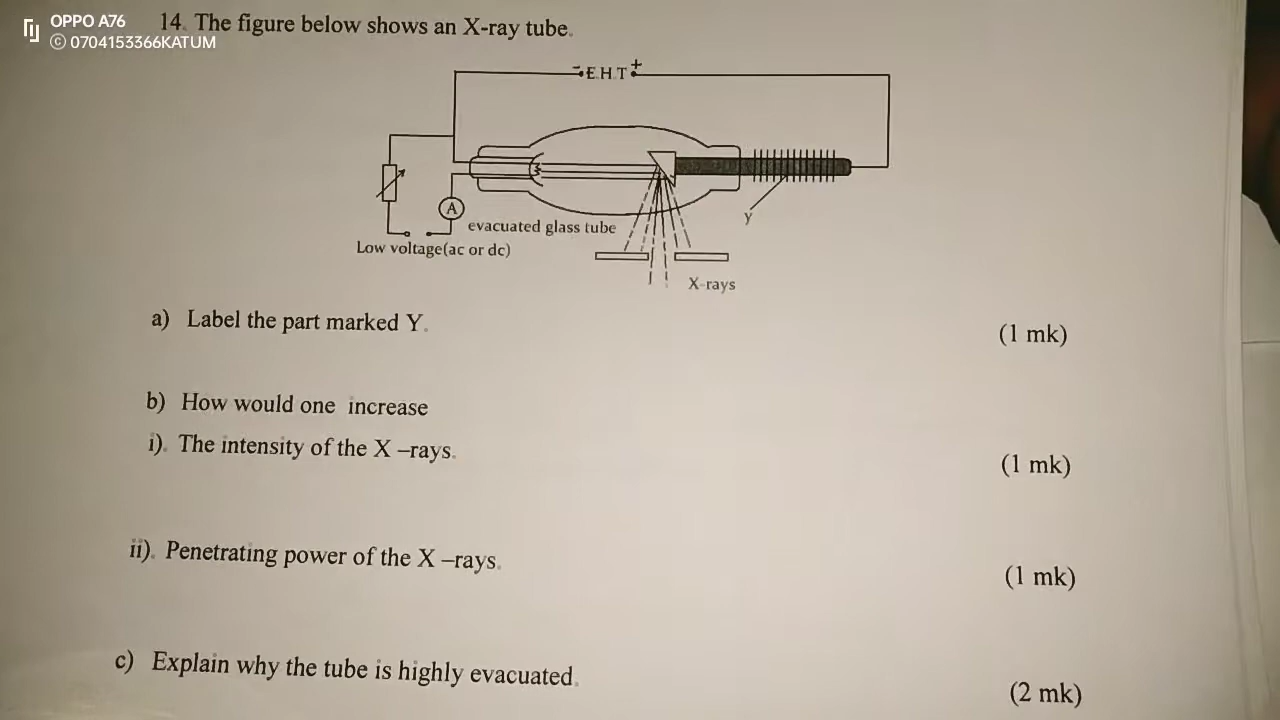 OPPO A76
© 0704153366KATUM
14. The figure below shows an X-ray tube.
- E.H.T +
A
evacuated glass tube
y
Low voltage(ac or dc)
X-rays
a) Label the part marked Y. (1 mk)
b) How would one increase
i). The intensity of the X –rays. (1 mk)
ii). Penetrating power of the X –rays. (1 mk)
c) Explain why the tube is highly evacuated. (2 mk)